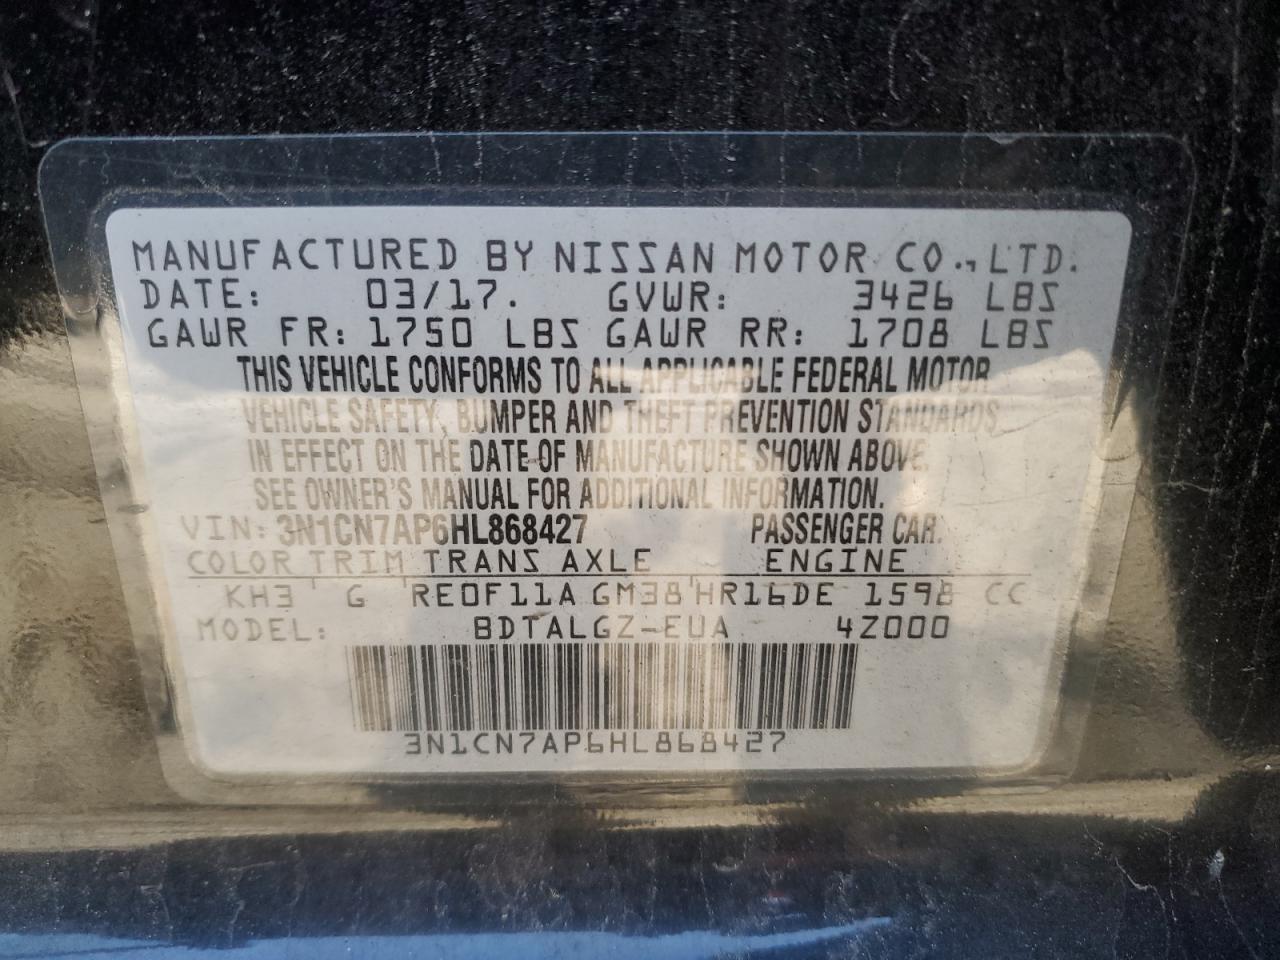 MANUFACTURED BY NISSAN MOTOR CO., LTD.
DATE: 03/17. GVWR: 3426 LBS
GAWR FR: 1750 LBS GAWR RR: 1708 LBS
THIS VEHICLE CONFORMS TO ALL APPLICABLE FEDERAL MOTOR
VEHICLE SAFETY, BUMPER AND THEFT PREVENTION STANDARDS
IN EFFECT ON THE DATE OF MANUFACTURE SHOWN ABOVE.
SEE OWNER'S MANUAL FOR ADDITIONAL INFORMATION.
VIN: 3N1CN7AP6HL868427 PASSENGER CAR.
COLOR TRIM TRANS AXLE ENGINE
KH3 G RE0F11A GM38 HR16DE 1598 CC
MODEL: BDTALGZ-EUA 4Z000
3N1CN7AP6HL868427